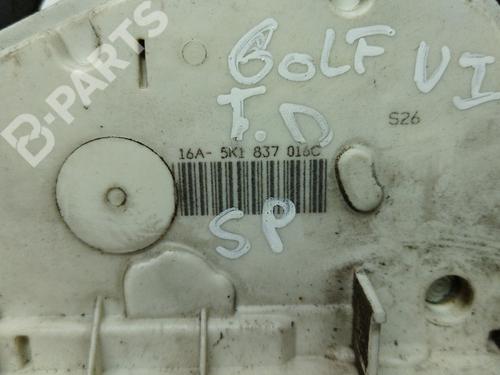 B-PARTS
GOLF VI
T.D
S26
16A- 5K1 837 016C
SP